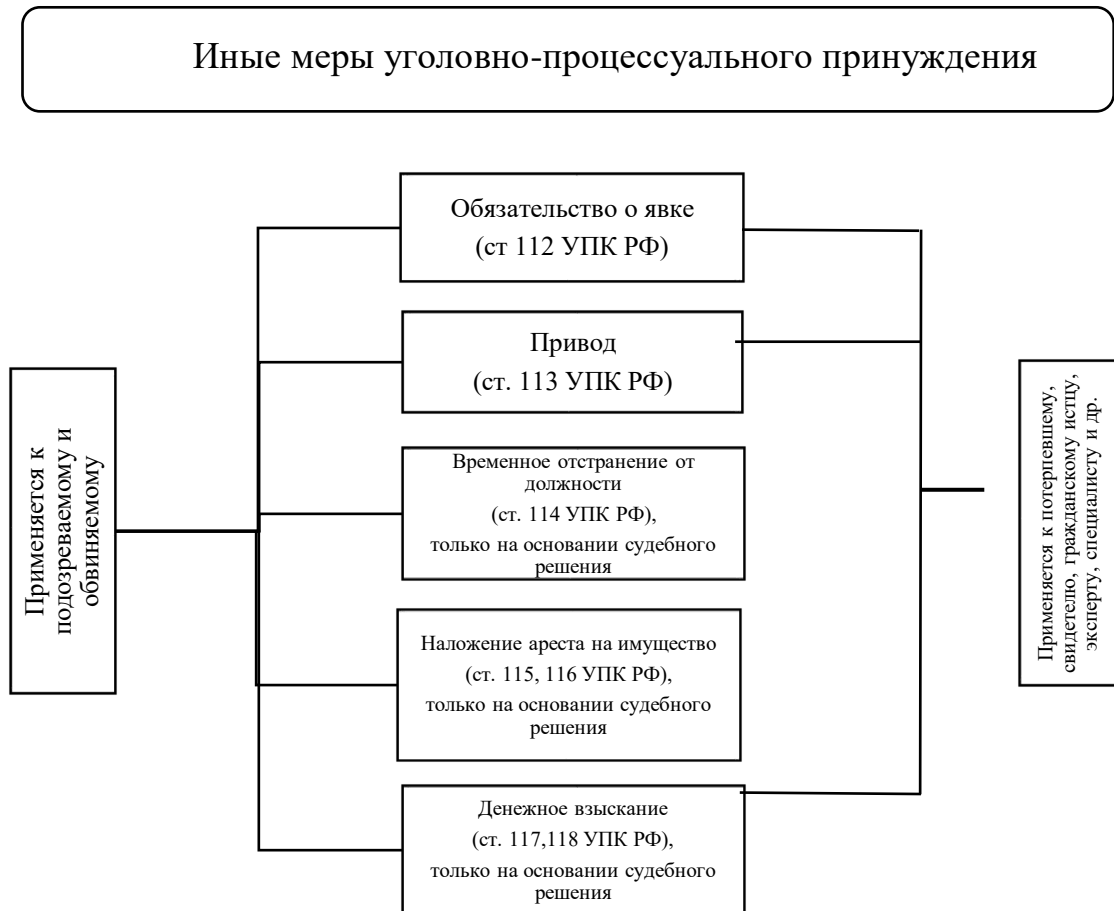 Иные меры уголовно-процессуального принуждения
Обязательство о явке
(ст 112 УПК РФ)
Привод
(ст. 113 УПК РФ)
Применяется к
подозреваемому и
обвиняемому
Временное отстранение от
должности
(ст. 114 УПК РФ),
только на основании судебного
решения
Применяется к потерпевшему,
свидетелю, гражданскому истцу,
эксперту, специалисту и др.
Наложение ареста на имущество
(ст. 115, 116 УПК РФ),
только на основании судебного
решения
Денежное взыскание
(ст. 117,118 УПК РФ),
только на основании судебного
решения